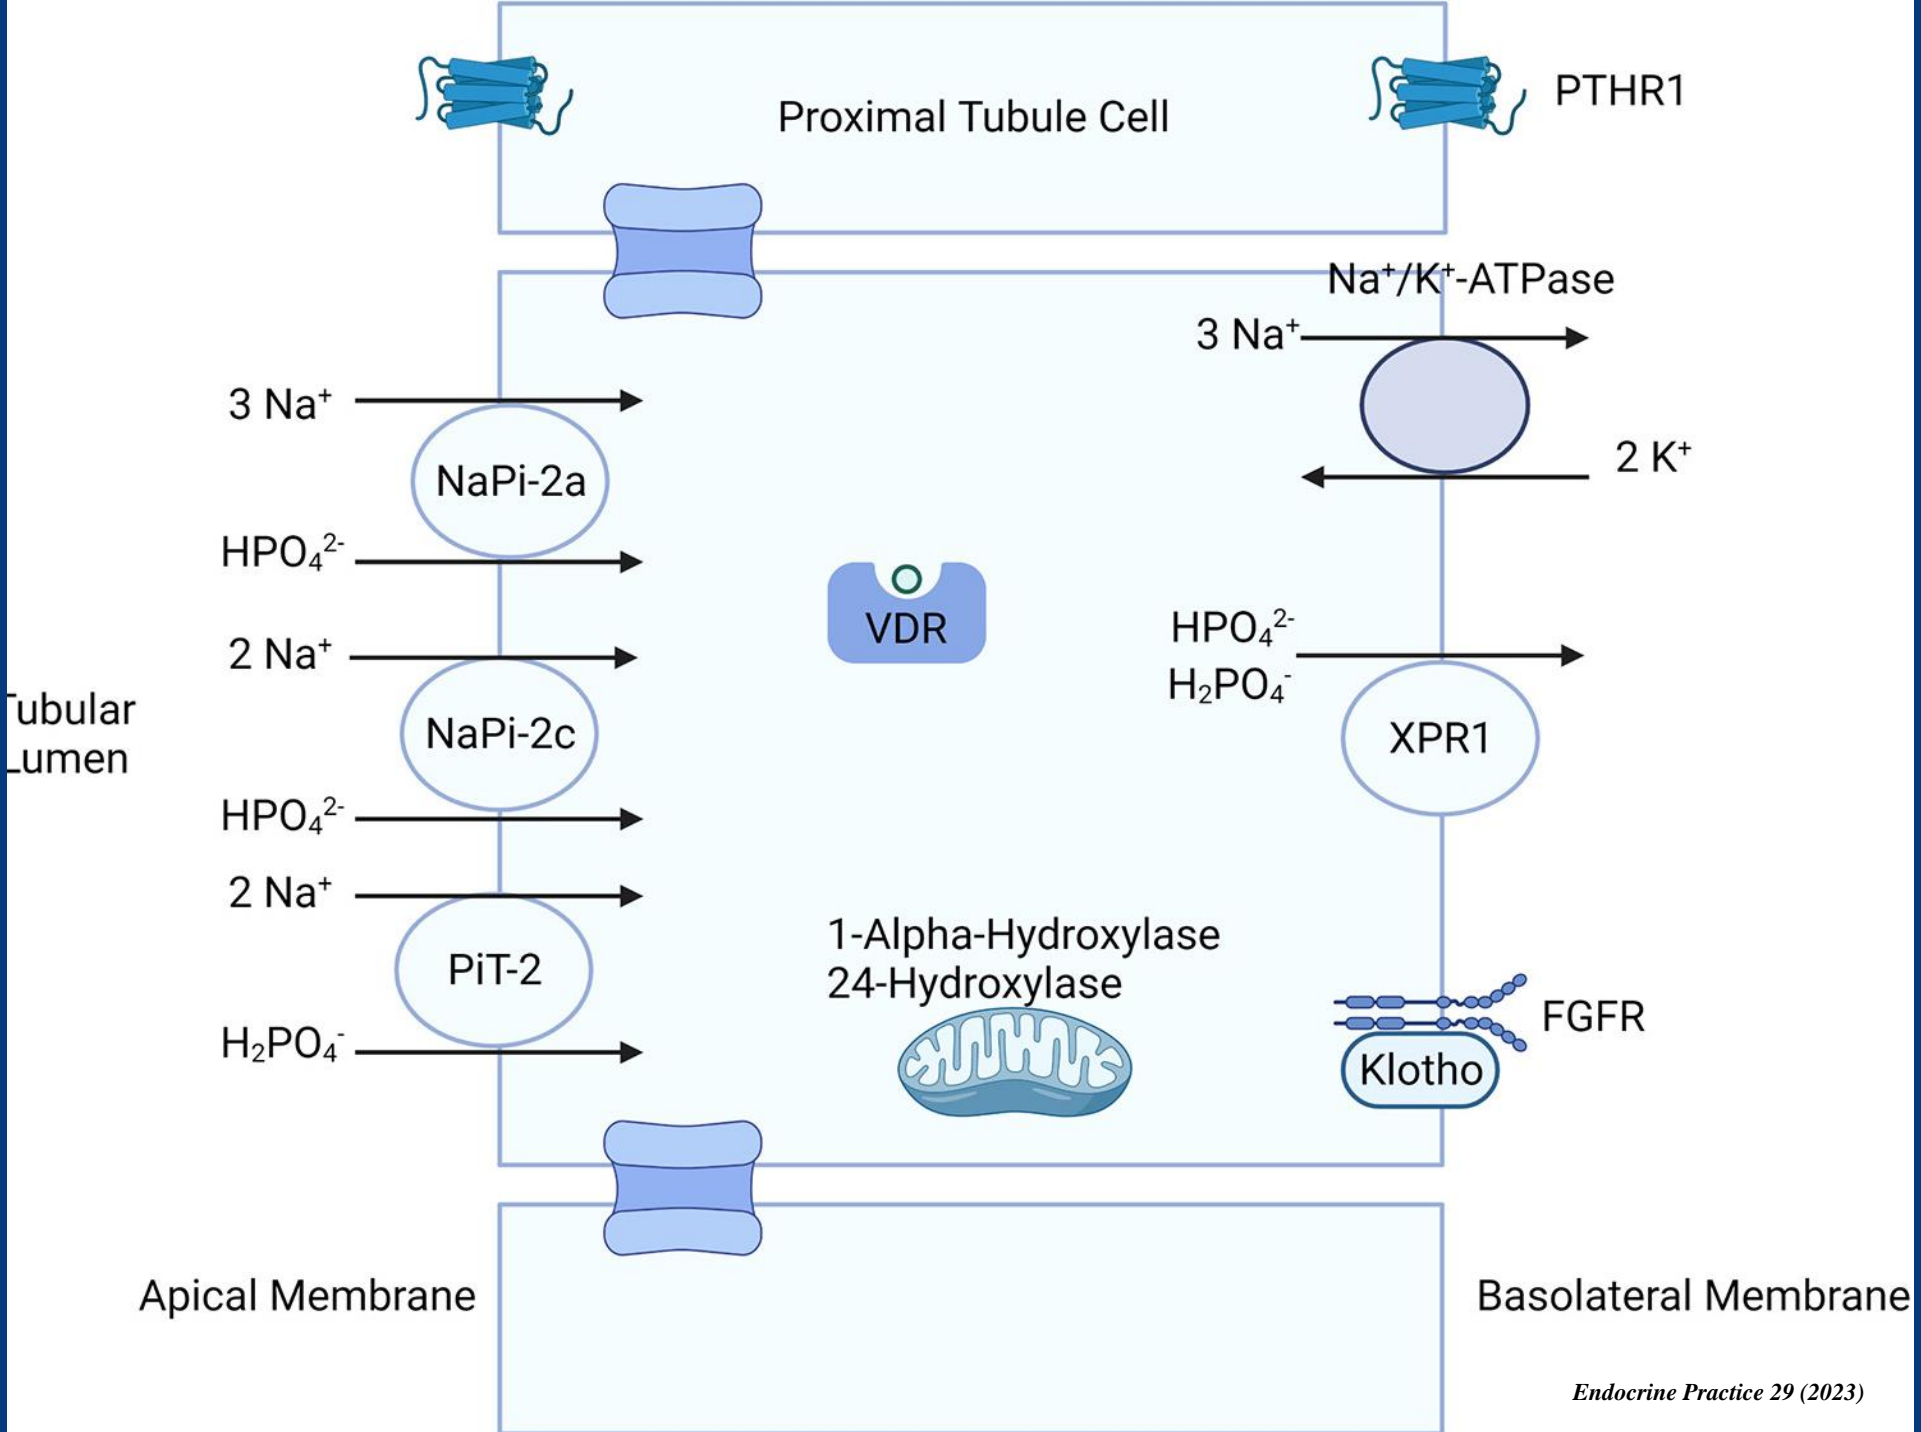 PTHR1
Proximal Tubule Cell
Na⁺/K⁺-ATPase
3 Na⁺
3 Na⁺
2 K⁺
NaPi-2a
HPO₄²⁻
VDR
HPO₄²⁻
H₂PO₄⁻
2 Na⁺
NaPi-2c
XPR1
Tubular
Lumen
HPO₄²⁻
2 Na⁺
PiT-2
H₂PO₄⁻
1-Alpha-Hydroxylase
24-Hydroxylase
FGFR
Klotho
Apical Membrane
Basolateral Membrane
Endocrine Practice 29 (2023)